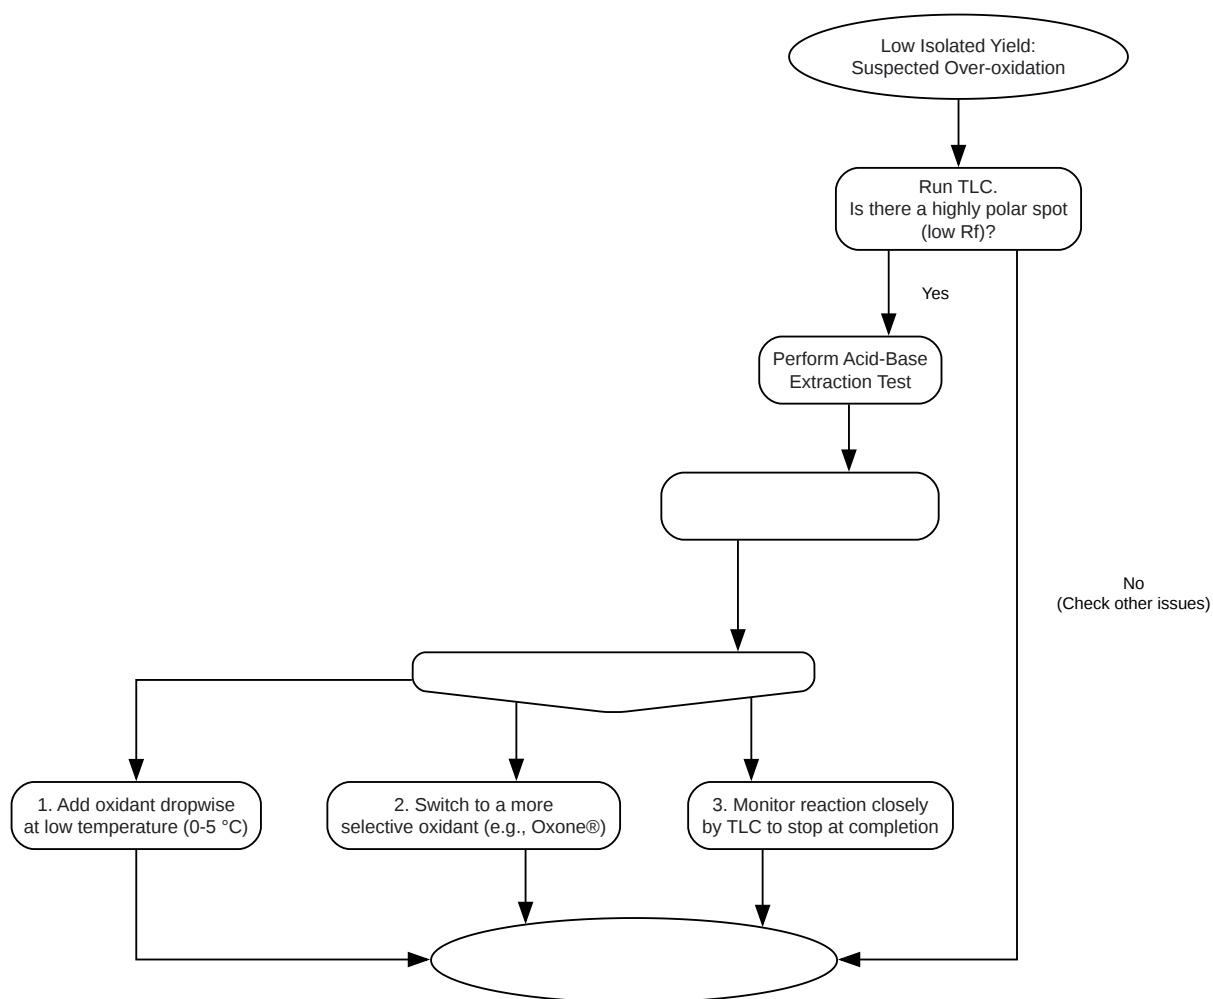 Low Isolated Yield:
Suspected Over-oxidation
Run TLC.
Is there a highly polar spot
(low Rf)?
Yes
Perform Acid-Base
Extraction Test
No
(Check other issues)
1. Add oxidant dropwise
at low temperature (0-5 °C)
2. Switch to a more
selective oxidant (e.g., Oxone®)
3. Monitor reaction closely
by TLC to stop at completion